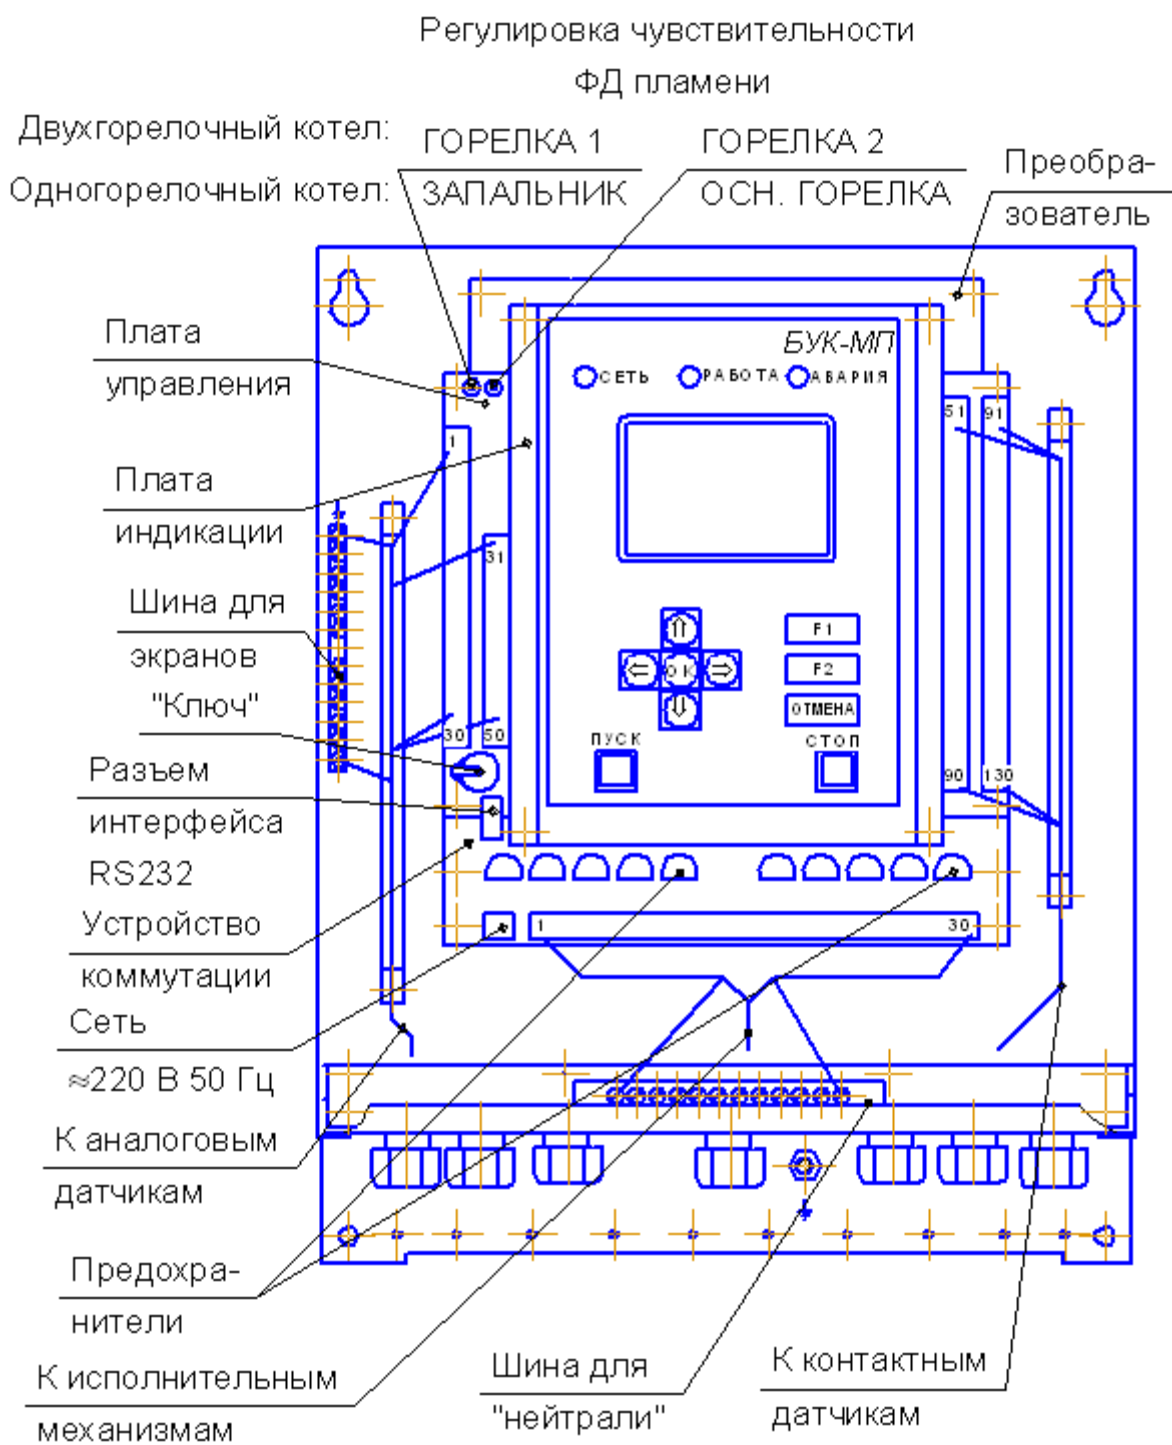 Регулировка чувствительности
ФД пламени
Двухгорелочный котел:
ГОРЕЛКА 1
ГОРЕЛКА 2
Одногорелочный котел:
ЗАПАЛЬНИК
ОСН. ГОРЕЛКА
Преобра-
зователь
Плата
управления
БУК-МП
СЕТЬ
РАБОТА
АВАРИЯ
1
51
91
Плата
индикации
31
Шина для
экранов
"Ключ"
F1
ОК
F2
ОТМЕНА
30
50
ПУСК
СТОП
90
130
Разъем
интерфейса
RS232
Устройство
коммутации
1
30
Сеть
≈220 В 50 Гц
К аналоговым
датчикам
Предохра-
нители
К исполнительным
механизмам
Шина для
"нейтрали"
К контактным
датчикам